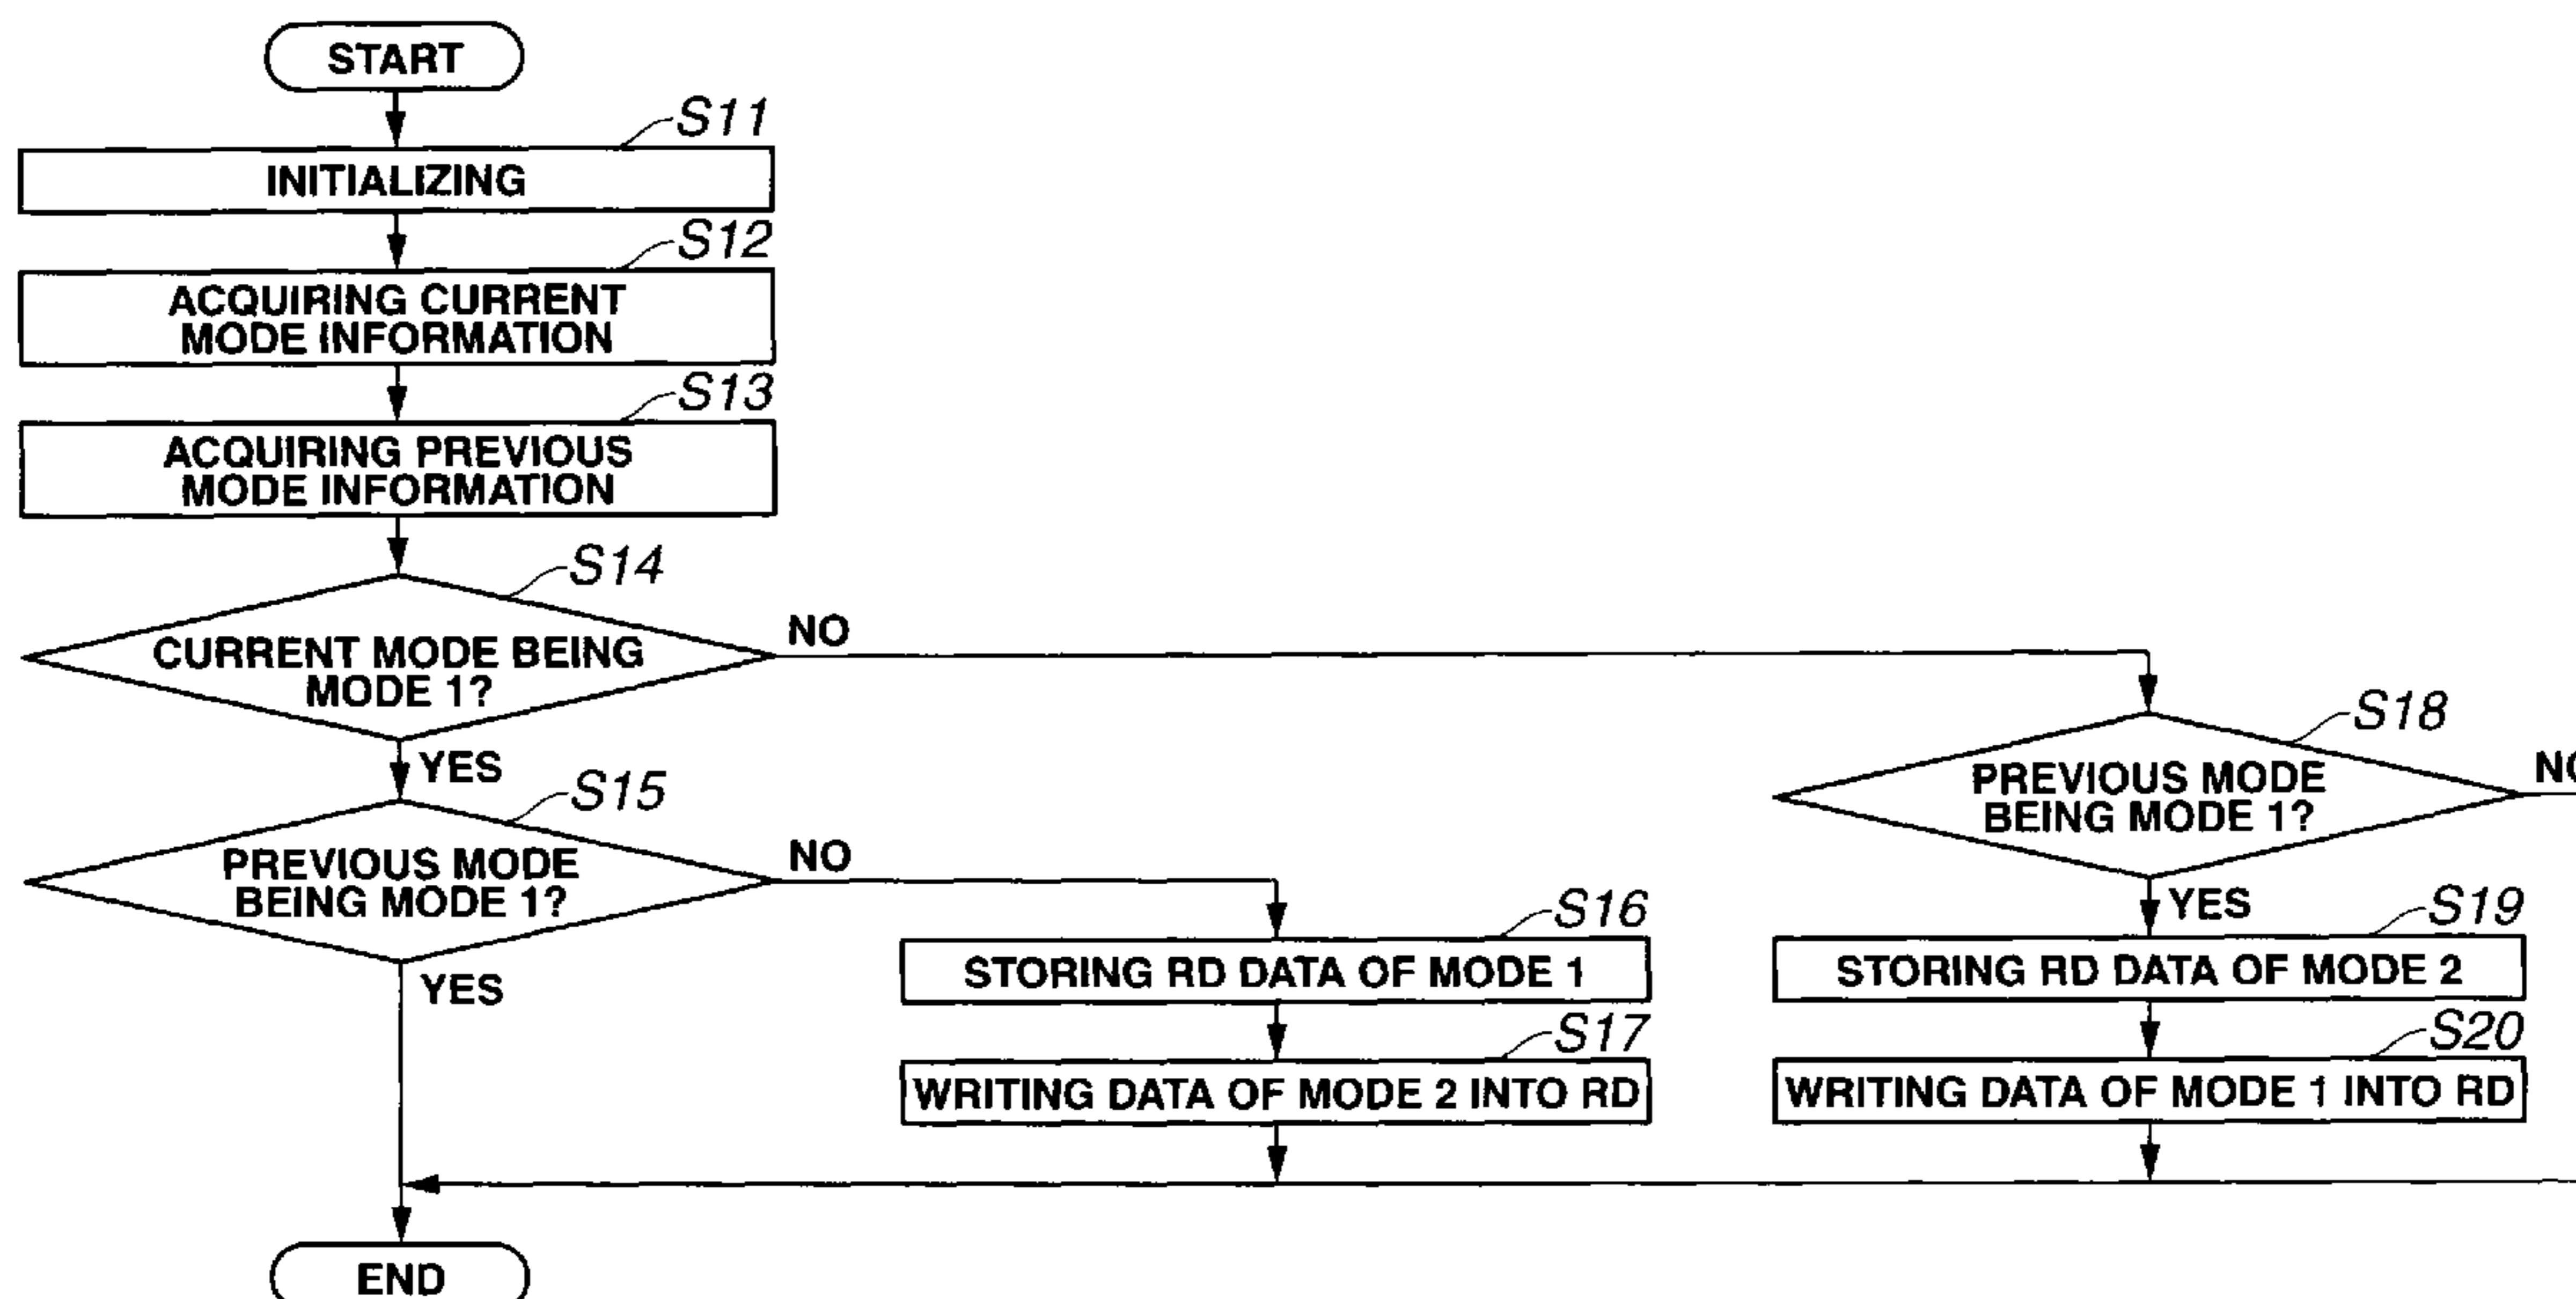 START
S11
INITIALIZING
S12
ACQUIRING CURRENT
MODE INFORMATION
S13
ACQUIRING PREVIOUS
MODE INFORMATION
S14
CURRENT MODE BEING
MODE 1?
NO
YES
S15
PREVIOUS MODE
BEING MODE 1?
NO
YES
S16
STORING RD DATA OF MODE 1
S17
WRITING DATA OF MODE 2 INTO RD
S18
PREVIOUS MODE
BEING MODE 1?
YES
S19
STORING RD DATA OF MODE 2
S20
WRITING DATA OF MODE 1 INTO RD
END